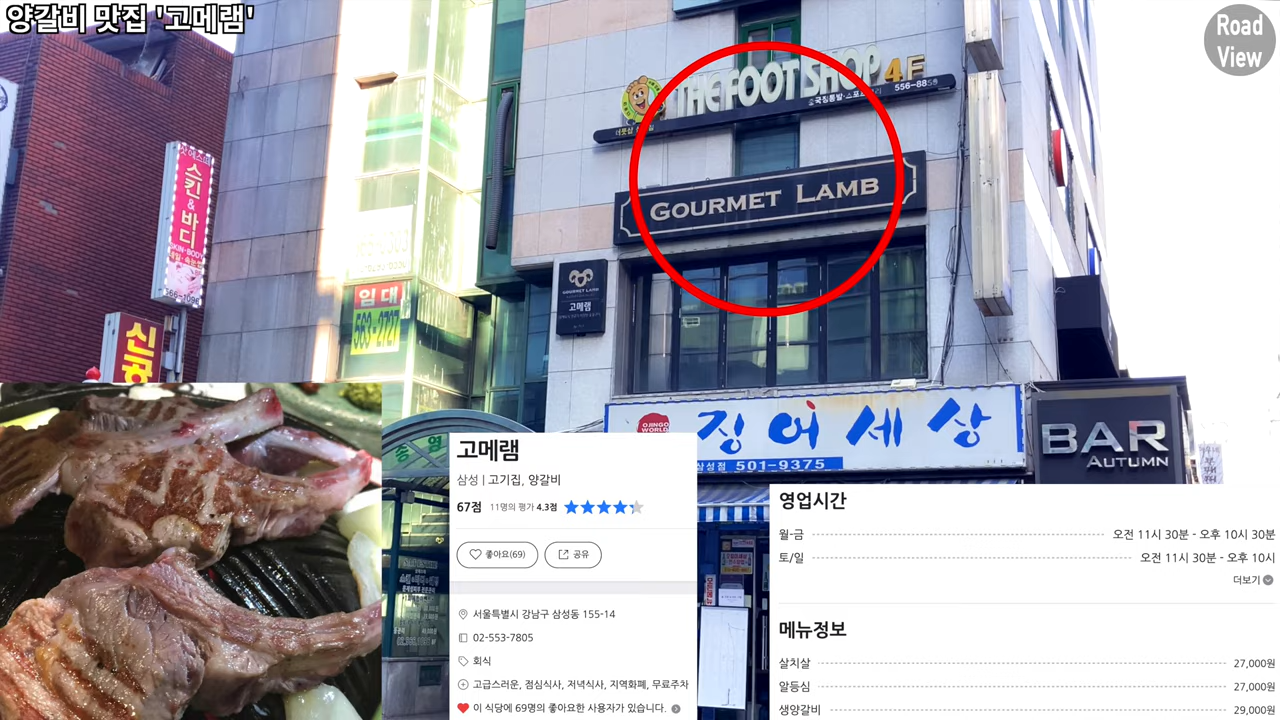 양갈비 맛집 '고메램'
Road
View
THE FOOT SHOP 4F
556-8858
GOURMET LAMB
GOURMET LAMB
고메램
스킨&바디
SKIN·BODY
임대
563-2727
OJINGO
WORLD
징어세상
삼성점 501-9375
BAR
AUTUMN
송영
고메램
삼성 | 고기집, 양갈비
67점 11명의 평가 4.3점
좋아요(69) 공유
서울특별시 강남구 삼성동 155-14
02-553-7805
회식
고급스러운, 점심식사, 저녁식사, 지역화폐, 무료주차
이 식당에 69명의 좋아요한 사용자가 있습니다.
영업시간
월-금 오전 11시 30분 - 오후 10시 30분
토/일 오전 11시 30분 - 오후 10시
더보기
메뉴정보
살치살 27,000원
알등심 27,000원
생양갈비 29,000원